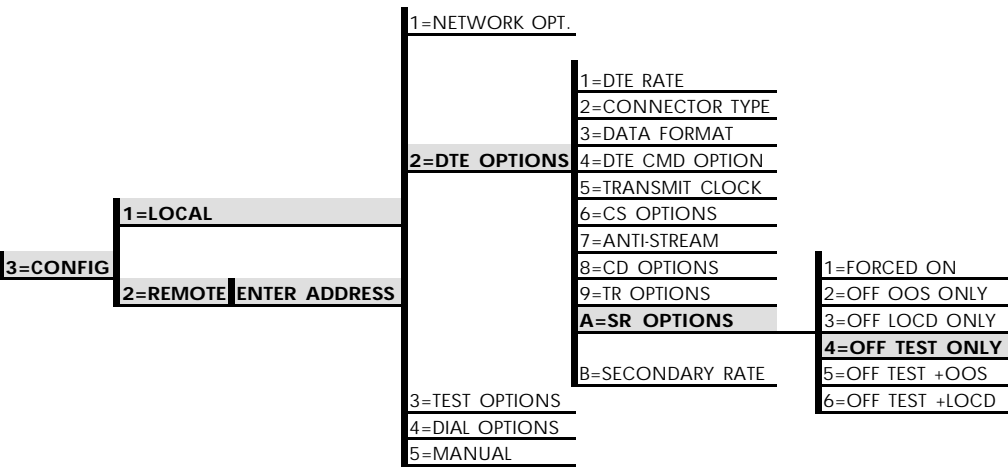 3=CONFIG
1=LOCAL
2=REMOTE ENTER ADDRESS
1=NETWORK OPT.
2=DTE OPTIONS
3=TEST OPTIONS
4=DIAL OPTIONS
5=MANUAL
1=DTE RATE
2=CONNECTOR TYPE
3=DATA FORMAT
4=DTE CMD OPTION
5=TRANSMIT CLOCK
6=CS OPTIONS
7=ANTI-STREAM
8=CD OPTIONS
9=TR OPTIONS
A=SR OPTIONS
B=SECONDARY RATE
1=FORCED ON
2=OFF OOS ONLY
3=OFF LOCD ONLY
4=OFF TEST ONLY
5=OFF TEST +OOS
6=OFF TEST +LOCD